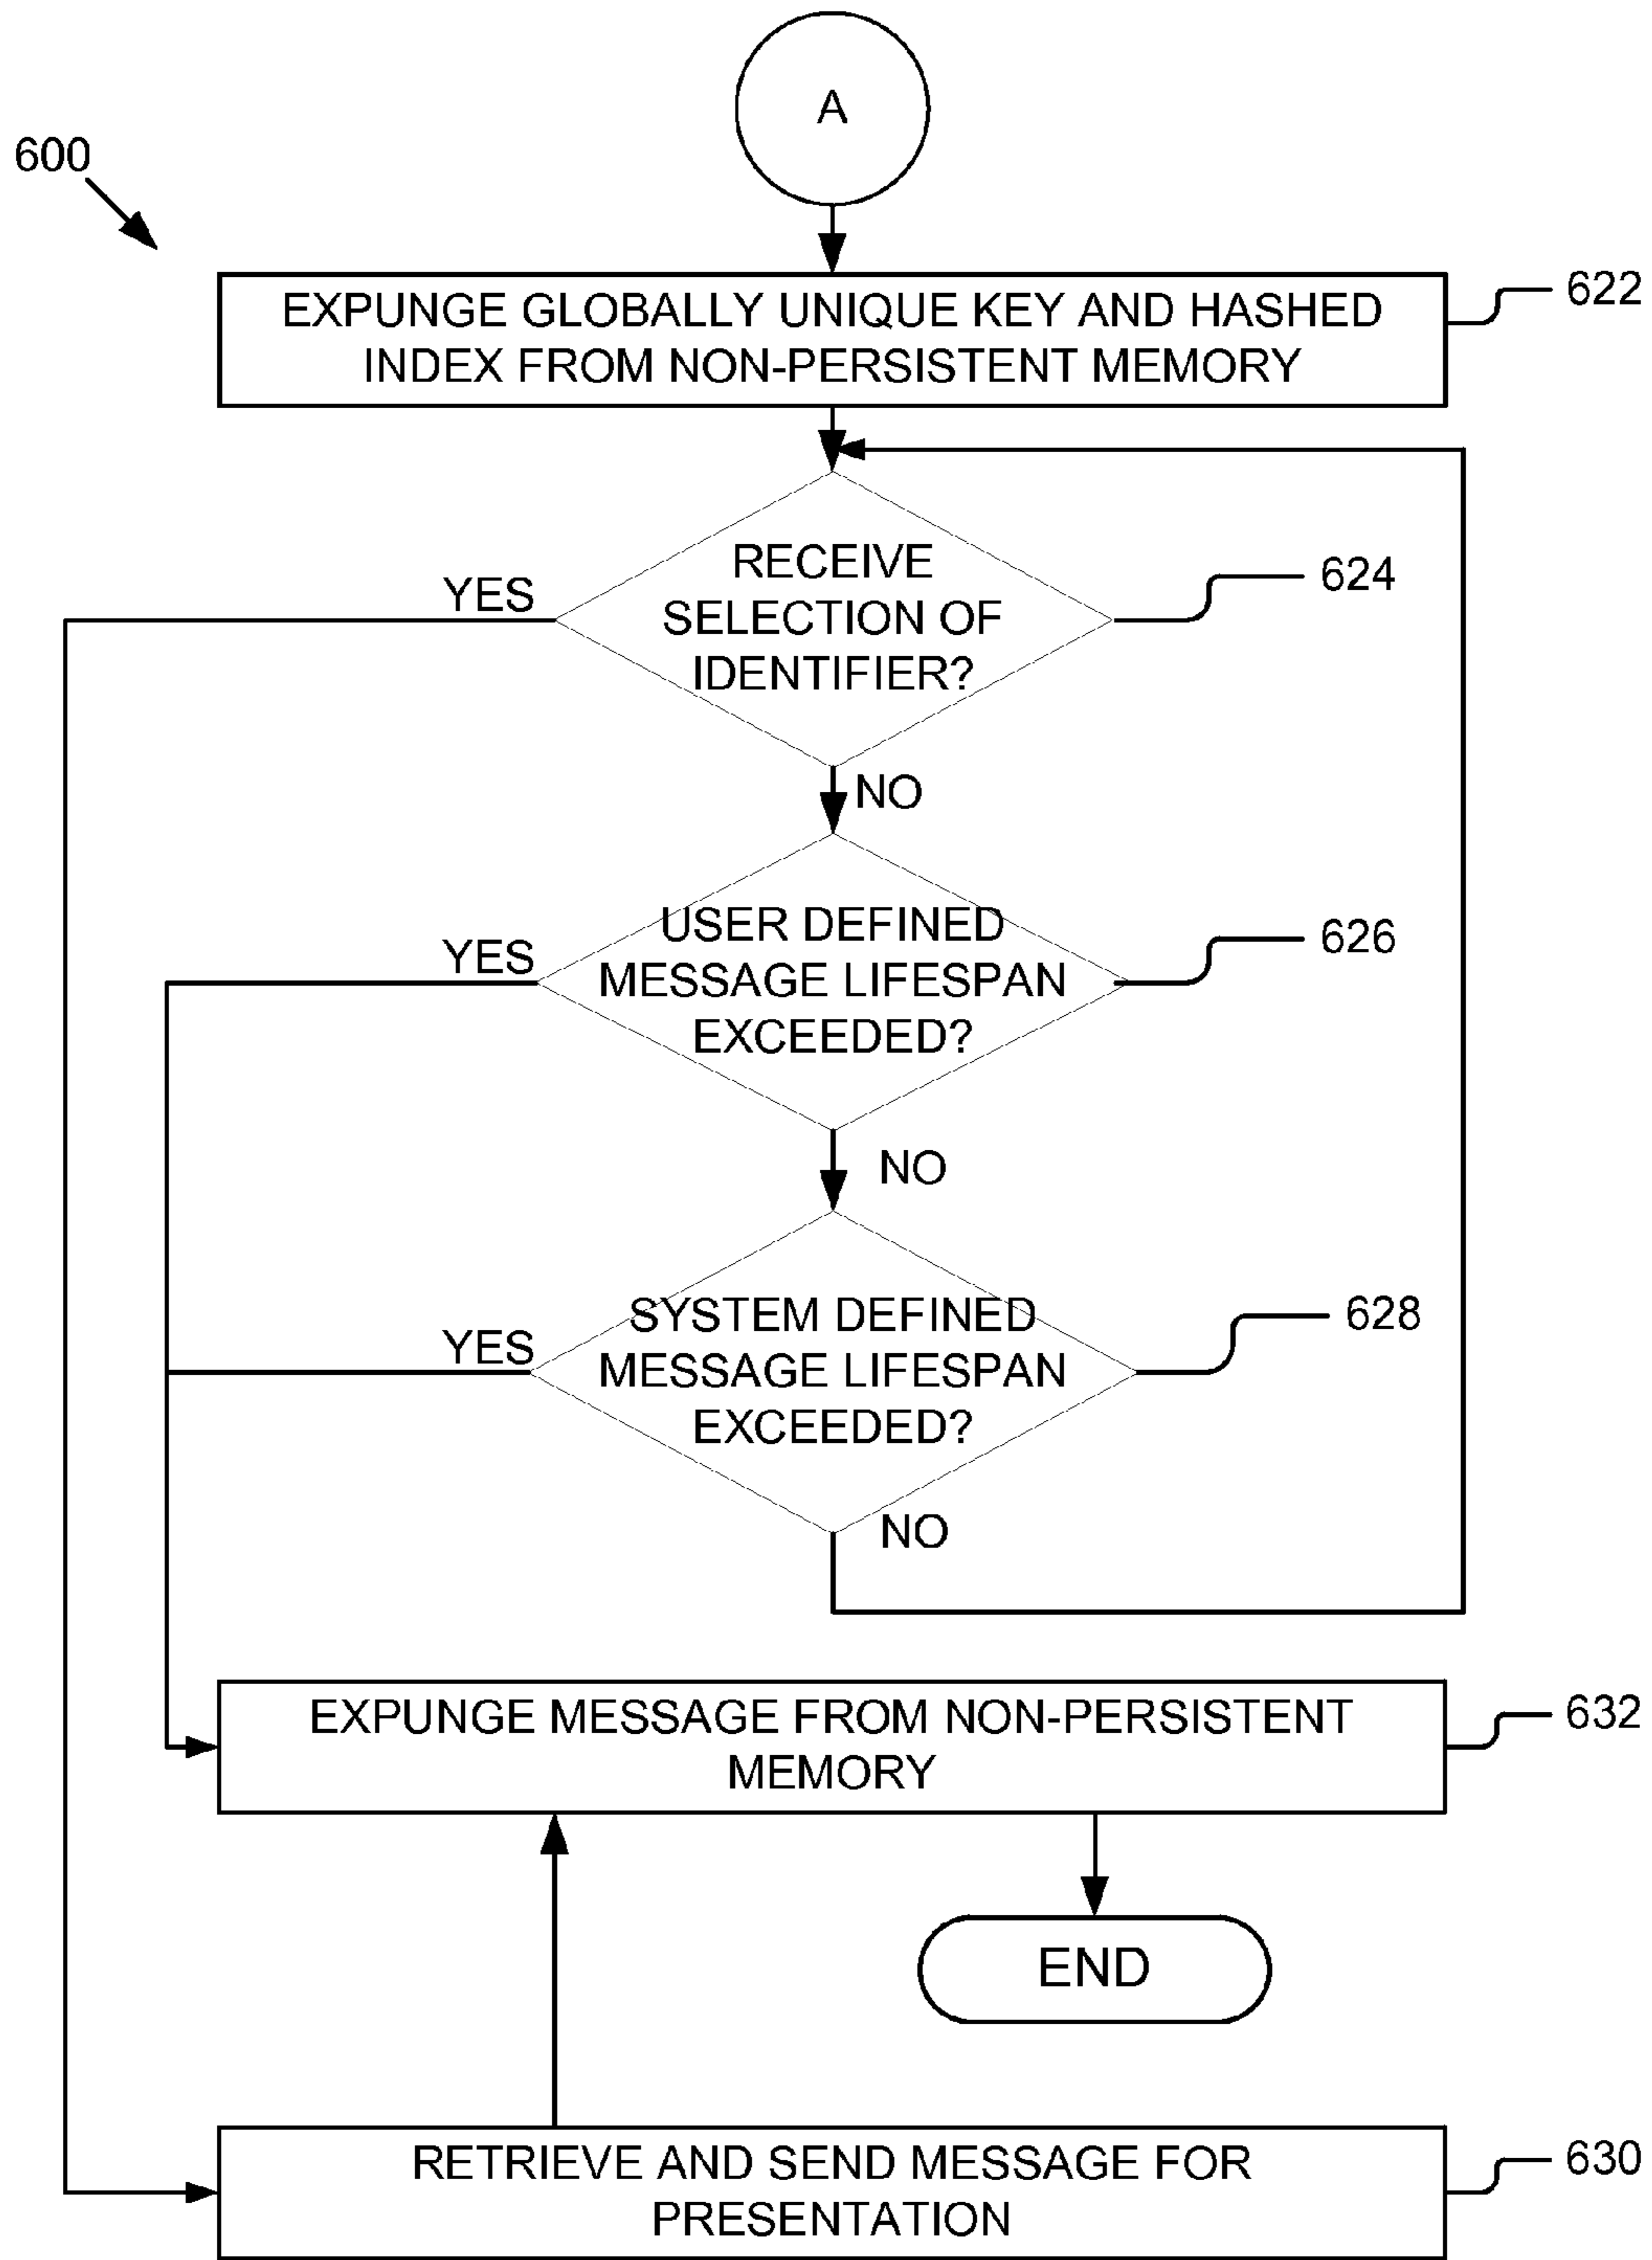 A
600
EXPUNGE GLOBALLY UNIQUE KEY AND HASHED
INDEX FROM NON-PERSISTENT MEMORY
622
RECEIVE
SELECTION OF
IDENTIFIER?
624
YES
NO
USER DEFINED
MESSAGE LIFESPAN
EXCEEDED?
626
YES
NO
SYSTEM DEFINED
MESSAGE LIFESPAN
EXCEEDED?
628
YES
NO
EXPUNGE MESSAGE FROM NON-PERSISTENT
MEMORY
632
END
RETRIEVE AND SEND MESSAGE FOR
PRESENTATION
630